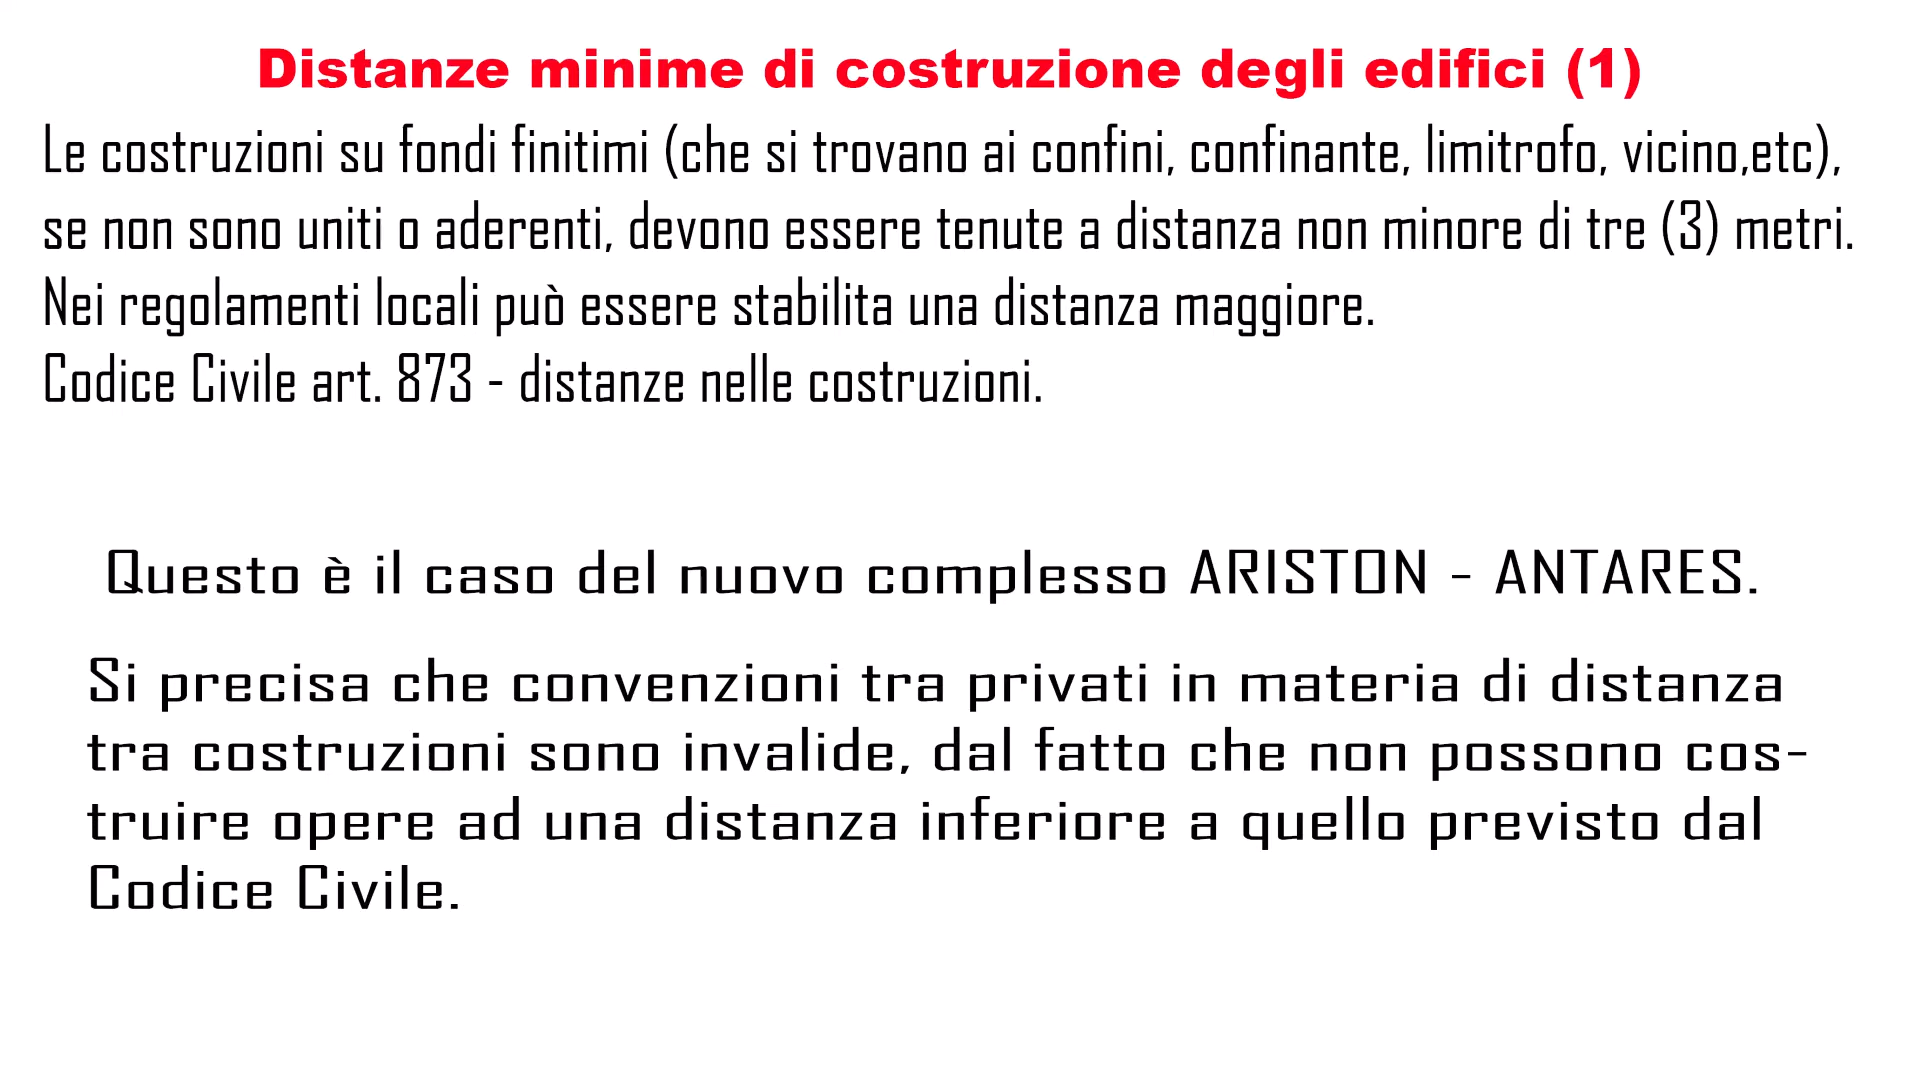 Distanze minime di costruzione degli edifici (1)
Le costruzioni su fondi finitimi (che si trovano ai confini, confinante, limitrofo, vicino,etc),
se non sono uniti o aderenti, devono essere tenute a distanza non minore di tre (3) metri.
Nei regolamenti locali può essere stabilita una distanza maggiore.
Codice Civile art. 873 - distanze nelle costruzioni.
Questo è il caso del nuovo complesso ARISTON - ANTARES.
Si precisa che convenzioni tra privati in materia di distanza
tra costruzioni sono invalide, dal fatto che non possono cos-
truire opere ad una distanza inferiore a quello previsto dal
Codice Civile.